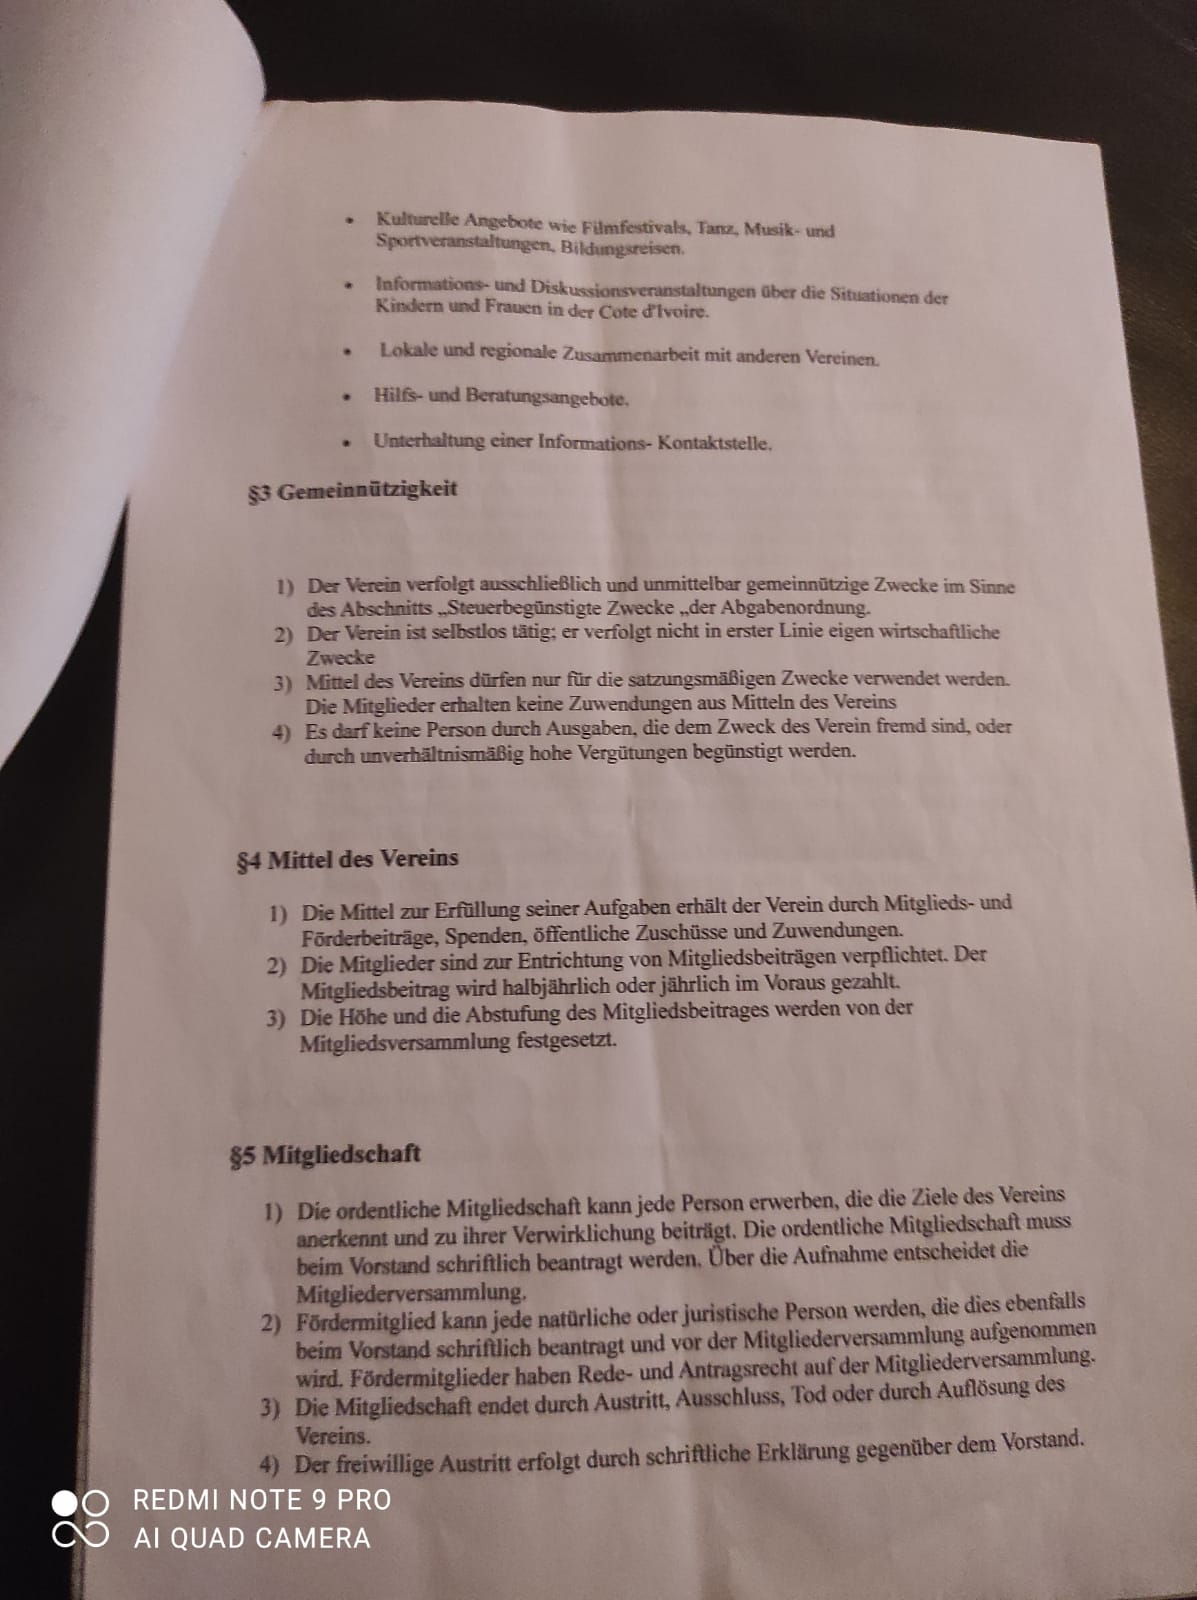 • Kulturelle Angebote wie Filmfestivals, Tanz, Musik- und
Sportveranstaltungen, Bildungsreisen.
• Informations- und Diskussionsveranstaltungen über die Situationen der
Kindern und Frauen in der Cote d'Ivoire.
• Lokale und regionale Zusammenarbeit mit anderen Vereinen.
• Hilfs- und Beratungsangebote.
• Unterhaltung einer Informations- Kontaktstelle.
§3 Gemeinnützigkeit
1) Der Verein verfolgt ausschließlich und unmittelbar gemeinnützige Zwecke im Sinne
des Abschnitts „Steuerbegünstigte Zwecke „der Abgabenordnung.
2) Der Verein ist selbstlos tätig; er verfolgt nicht in erster Linie eigen wirtschaftliche
Zwecke
3) Mittel des Vereins dürfen nur für die satzungsmäßigen Zwecke verwendet werden.
Die Mitglieder erhalten keine Zuwendungen aus Mitteln des Vereins
4) Es darf keine Person durch Ausgaben, die dem Zweck des Verein fremd sind, oder
durch unverhältnismäßig hohe Vergütungen begünstigt werden.
§4 Mittel des Vereins
1) Die Mittel zur Erfüllung seiner Aufgaben erhält der Verein durch Mitglieds- und
Förderbeiträge, Spenden, öffentliche Zuschüsse und Zuwendungen.
2) Die Mitglieder sind zur Entrichtung von Mitgliedsbeiträgen verpflichtet. Der
Mitgliedsbeitrag wird halbjährlich oder jährlich im Voraus gezahlt.
3) Die Höhe und die Abstufung des Mitgliedsbeitrages werden von der
Mitgliedsversammlung festgesetzt.
§5 Mitgliedschaft
1) Die ordentliche Mitgliedschaft kann jede Person erwerben, die die Ziele des Vereins
anerkennt und zu ihrer Verwirklichung beiträgt. Die ordentliche Mitgliedschaft muss
beim Vorstand schriftlich beantragt werden. Über die Aufnahme entscheidet die
Mitgliederversammlung.
2) Fördermitglied kann jede natürliche oder juristische Person werden, die dies ebenfalls
beim Vorstand schriftlich beantragt und vor der Mitgliederversammlung aufgenommen
wird. Fördermitglieder haben Rede- und Antragsrecht auf der Mitgliederversammlung.
3) Die Mitgliedschaft endet durch Austritt, Ausschluss, Tod oder durch Auflösung des
Vereins.
4) Der freiwillige Austritt erfolgt durch schriftliche Erklärung gegenüber dem Vorstand.
REDMI NOTE 9 PRO
AI QUAD CAMERA